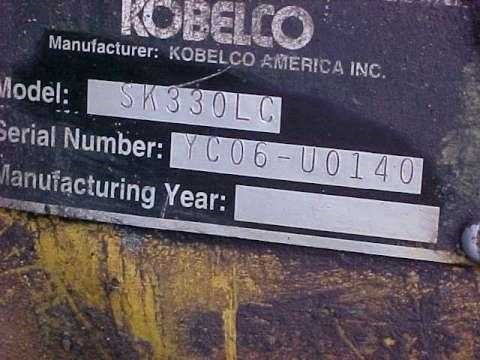 KOBELCO
Manufacturer: KOBELCO AMERICA INC.
Model: SK330LC
Serial Number: YC06-U0140
Manufacturing Year: